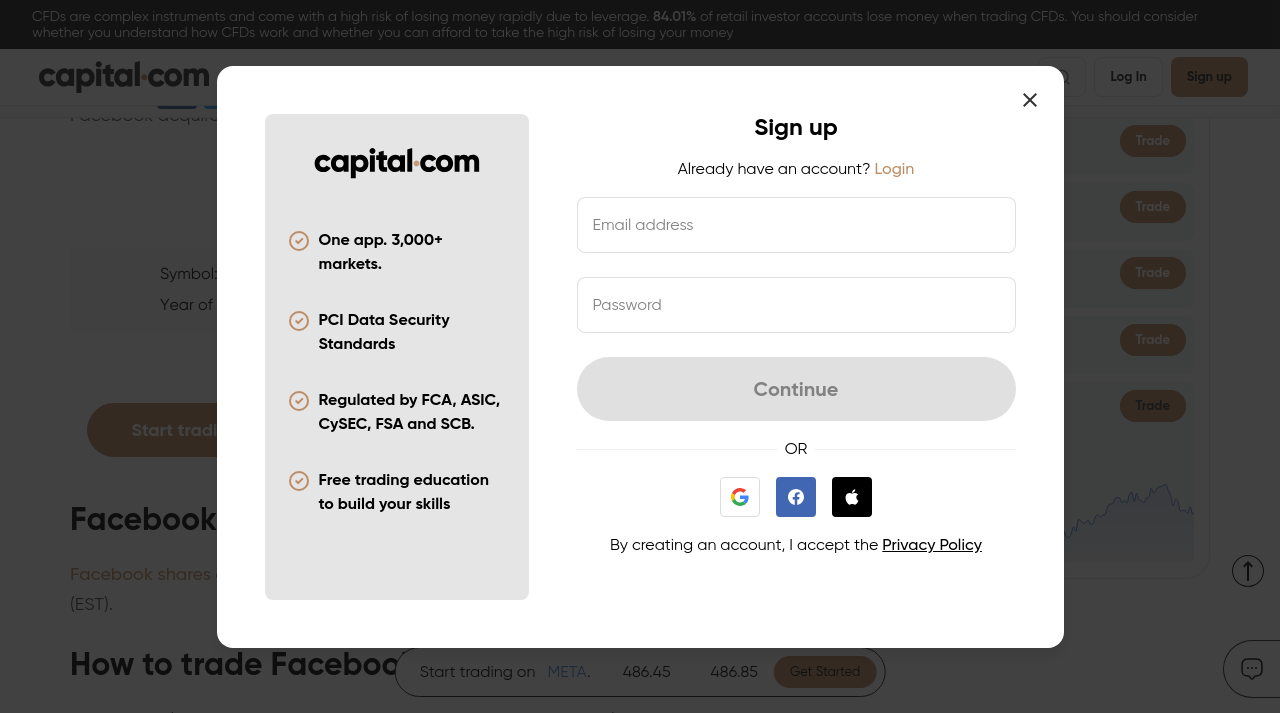 CFDs are complex instruments and come with a high risk of losing money rapidly due to leverage. 84.01% of retail investor accounts lose money when trading CFDs. You should consider
whether you understand how CFDs work and whether you can afford to take the high risk of losing your money
capital.com
Log In
Sign up
Facebook acquire
Trade
Trade
Trade
Trade
Trade
Symbol:
Year of
Start tradi
Facebook
Facebook shares
(EST).
How to trade Facebook
Start trading on META. 486.45 486.85 Get Started
capital.com
One app. 3,000+
markets.
PCI Data Security
Standards
Regulated by FCA, ASIC,
CySEC, FSA and SCB.
Free trading education
to build your skills
Sign up
Already have an account? Login
Email address
Password
Continue
OR
By creating an account, I accept the Privacy Policy